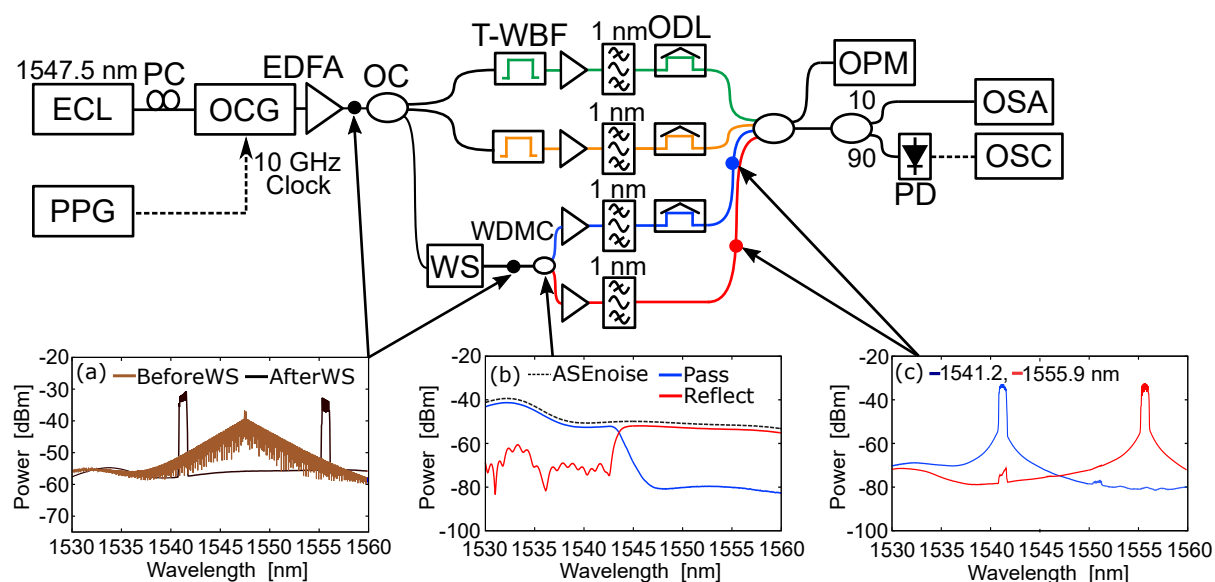 T-WBF
1 nm
ODL
1547.5 nm
PC
EDFA
OC
OPM
ECL
OCG
10
OSA
1 nm
90
OSC
10 GHz
Clock
PD
PPG
1 nm
WDMC
WS
1 nm
(a)
BeforeWS
AfterWS
-20
-30
-40
-50
-60
-70
Power [dBm]
1530 1535 1540 1545 1550 1555 1560
Wavelength [nm]
(b)
ASEnoise
Pass
Reflect
-20
-40
-60
-80
-100
Power [dBm]
1530 1535 1540 1545 1550 1555 1560
Wavelength [nm]
(c)
1541.2, 1555.9 nm
-20
-40
-60
-80
-100
Power [dBm]
1530 1535 1540 1545 1550 1555 1560
Wavelength [nm]